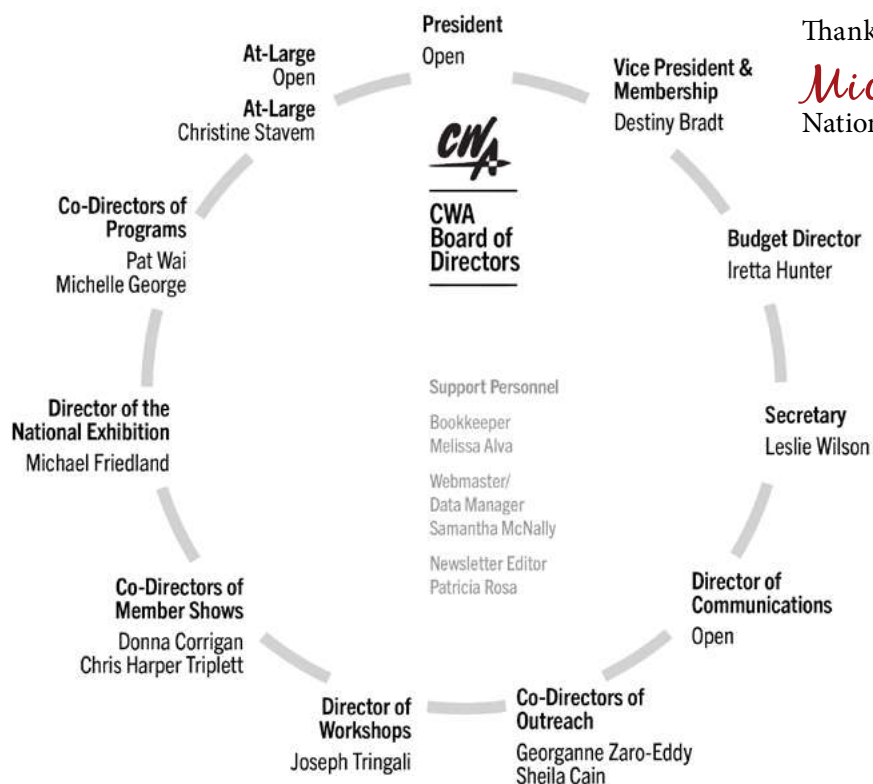 President
Open
Vice President &
Membership
Destiny Bradt
Budget Director
Iretta Hunter
Secretary
Leslie Wilson
Director of
Communications
Open
Co-Directors of
Outreach
Georganne Zaro-Eddy
Sheila Cain
Director of
Workshops
Joseph Tringali
Co-Directors of
Member Shows
Donna Corrigan
Chris Harper Triplett
Director of the
National Exhibition
Michael Friedland
Co-Directors of
Programs
Pat Wai
Michelle George
At-Large
Open
At-Large
Christine Stavem
CWA
CWA
Board of
Directors
Support Personnel
Bookkeeper
Melissa Alva
Webmaster/
Data Manager
Samantha McNally
Newsletter Editor
Patricia Rosa
Thank